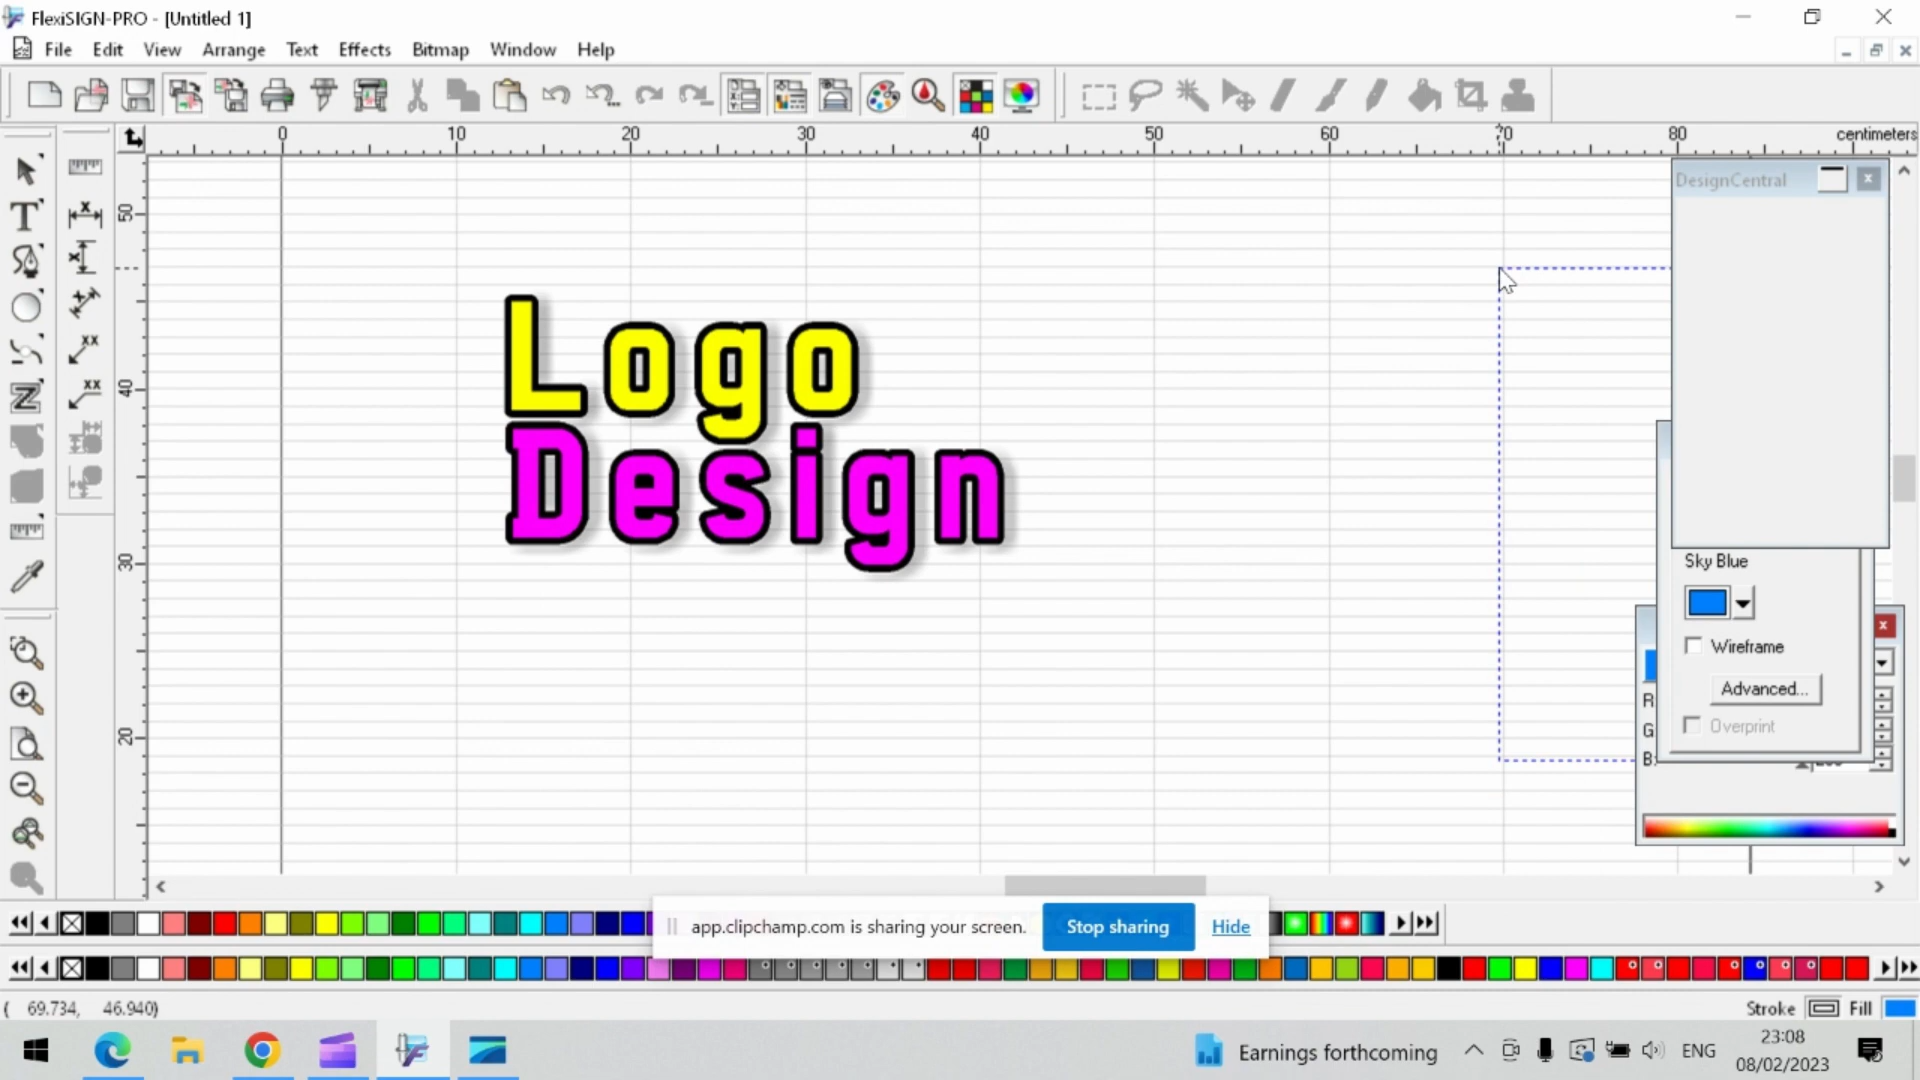 FlexiSIGN-PRO - [Untitled 1]
File Edit View Arrange Text Effects Bitmap Window Help
0 10 20 30 40 50 60 70 80 centimeters
DesignCentral
50
40
30
20
Logo
Design
Sky Blue
Wireframe
Advanced...
Overprint
R
G
B:
app.clipchamp.com is sharing your screen. Stop sharing Hide
( 69.734, 46.940)
Stroke Fill
Earnings forthcoming
ENG
23:08
08/02/2023